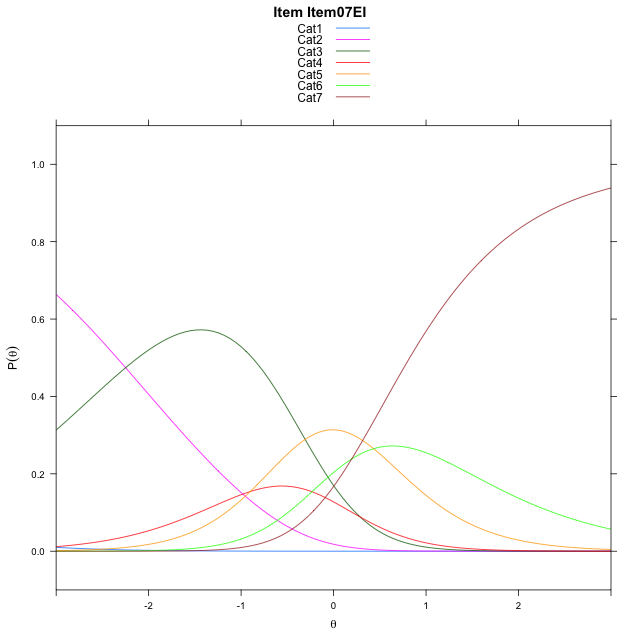 Item Item07EI
Cat1
Cat2
Cat3
Cat4
Cat5
Cat6
Cat7
1.0
0.8
0.6
0.4
0.2
0.0
P(θ)
-2 -1 0 1 2
θ